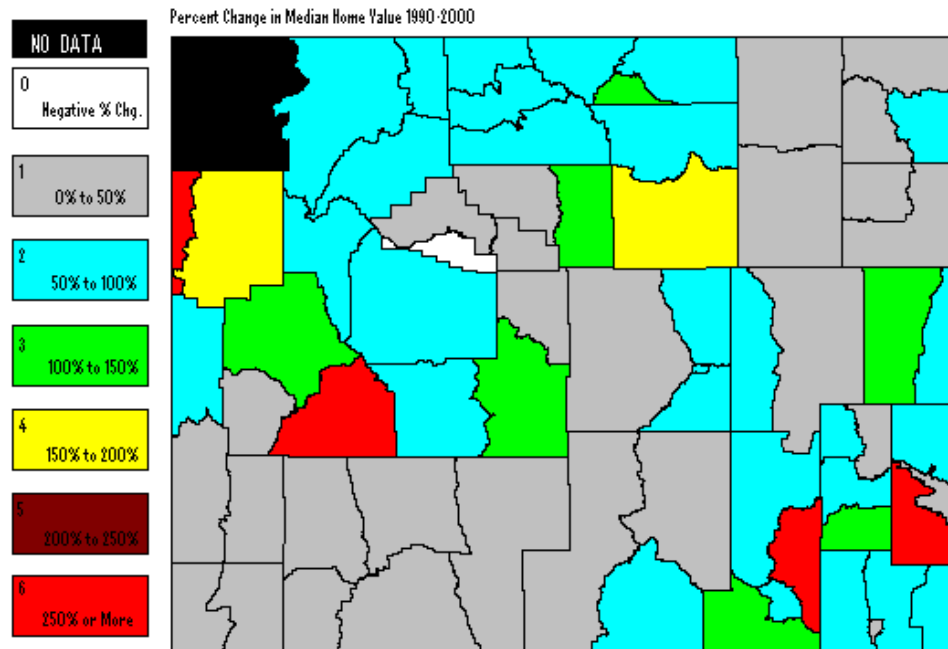 Percent Change in Median Home Value 1990-2000
NO DATA
0
Negative % Chg.
1
0% to 50%
2
50% to 100%
3
100% to 150%
4
150% to 200%
5
200% to 250%
6
250% or More